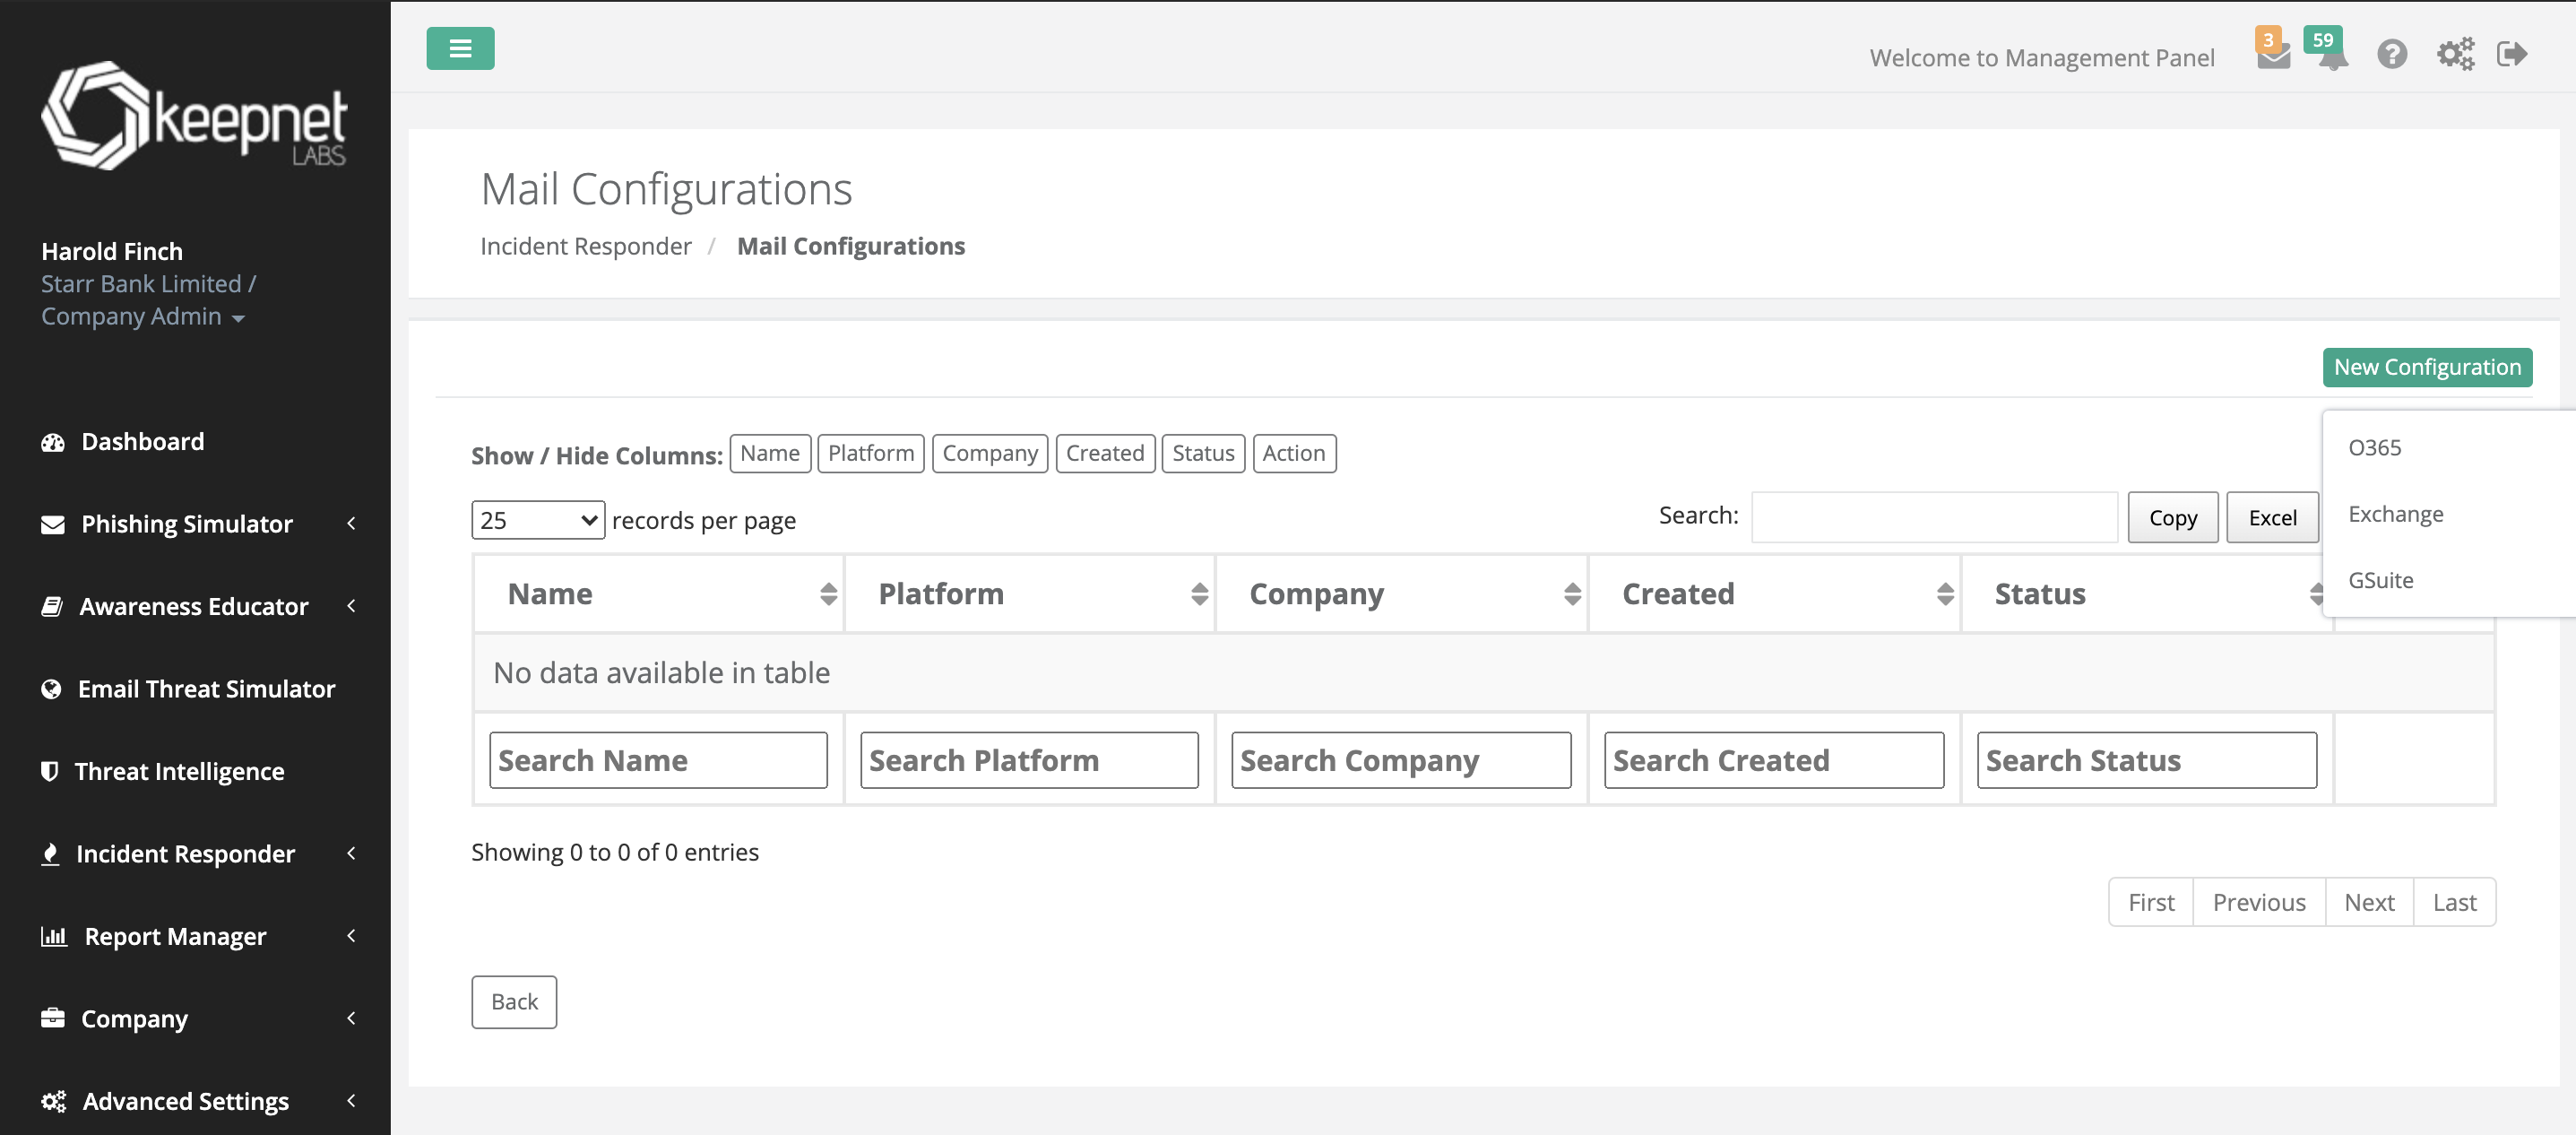 keepnet
LABS
Harold Finch
Starr Bank Limited /
Company Admin
Dashboard
Phishing Simulator
Awareness Educator
Email Threat Simulator
Threat Intelligence
Incident Responder
Report Manager
Company
Advanced Settings
Welcome to Management Panel
3
59
Mail Configurations
Incident Responder / Mail Configurations
New Configuration
O365
Exchange
GSuite
Show / Hide Columns: Name Platform Company Created Status Action
25 records per page
Search: Copy Excel
Name Platform Company Created Status
No data available in table
Search Name Search Platform Search Company Search Created Search Status
Showing 0 to 0 of 0 entries
First Previous Next Last
Back